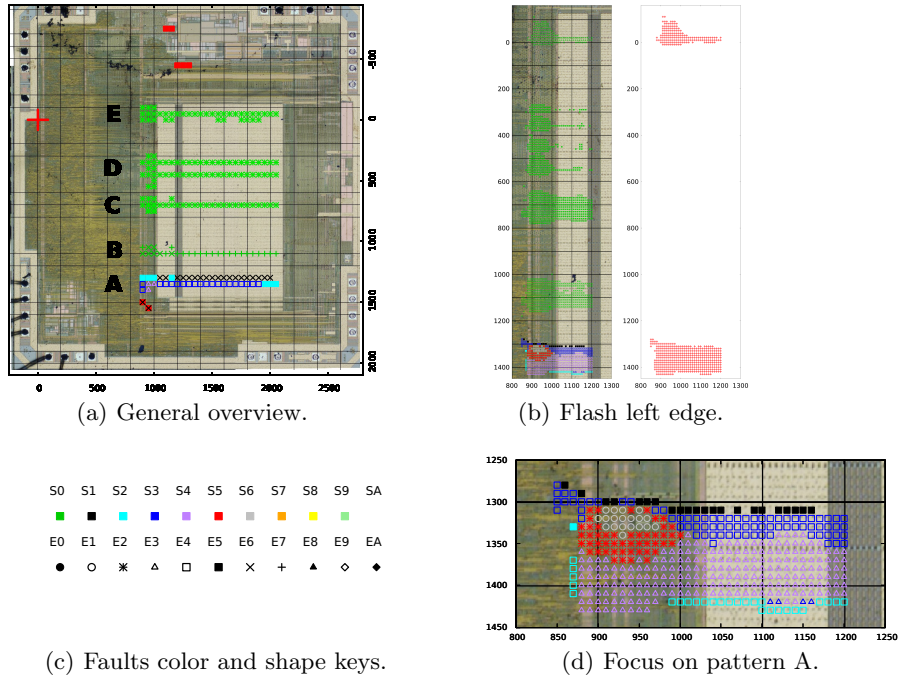 E
D
C
B
A
-500
0
500
1000
1500
2000
0 500 1000 1500 2000 2500
(a) General overview.
0
200
400
600
800
1000
1200
1400
800 900 1000 1100 1200 1300
0
200
400
600
800
1000
1200
1400
800 900 1000 1100 1200 1300
(b) Flash left edge.
S0 S1 S2 S3 S4 S5 S6 S7 S8 S9 SA
E0 E1 E2 E3 E4 E5 E6 E7 E8 E9 EA
(c) Faults color and shape keys.
1250
1300
1350
1400
1450
800 850 900 950 1000 1050 1100 1150 1200 1250
(d) Focus on pattern A.